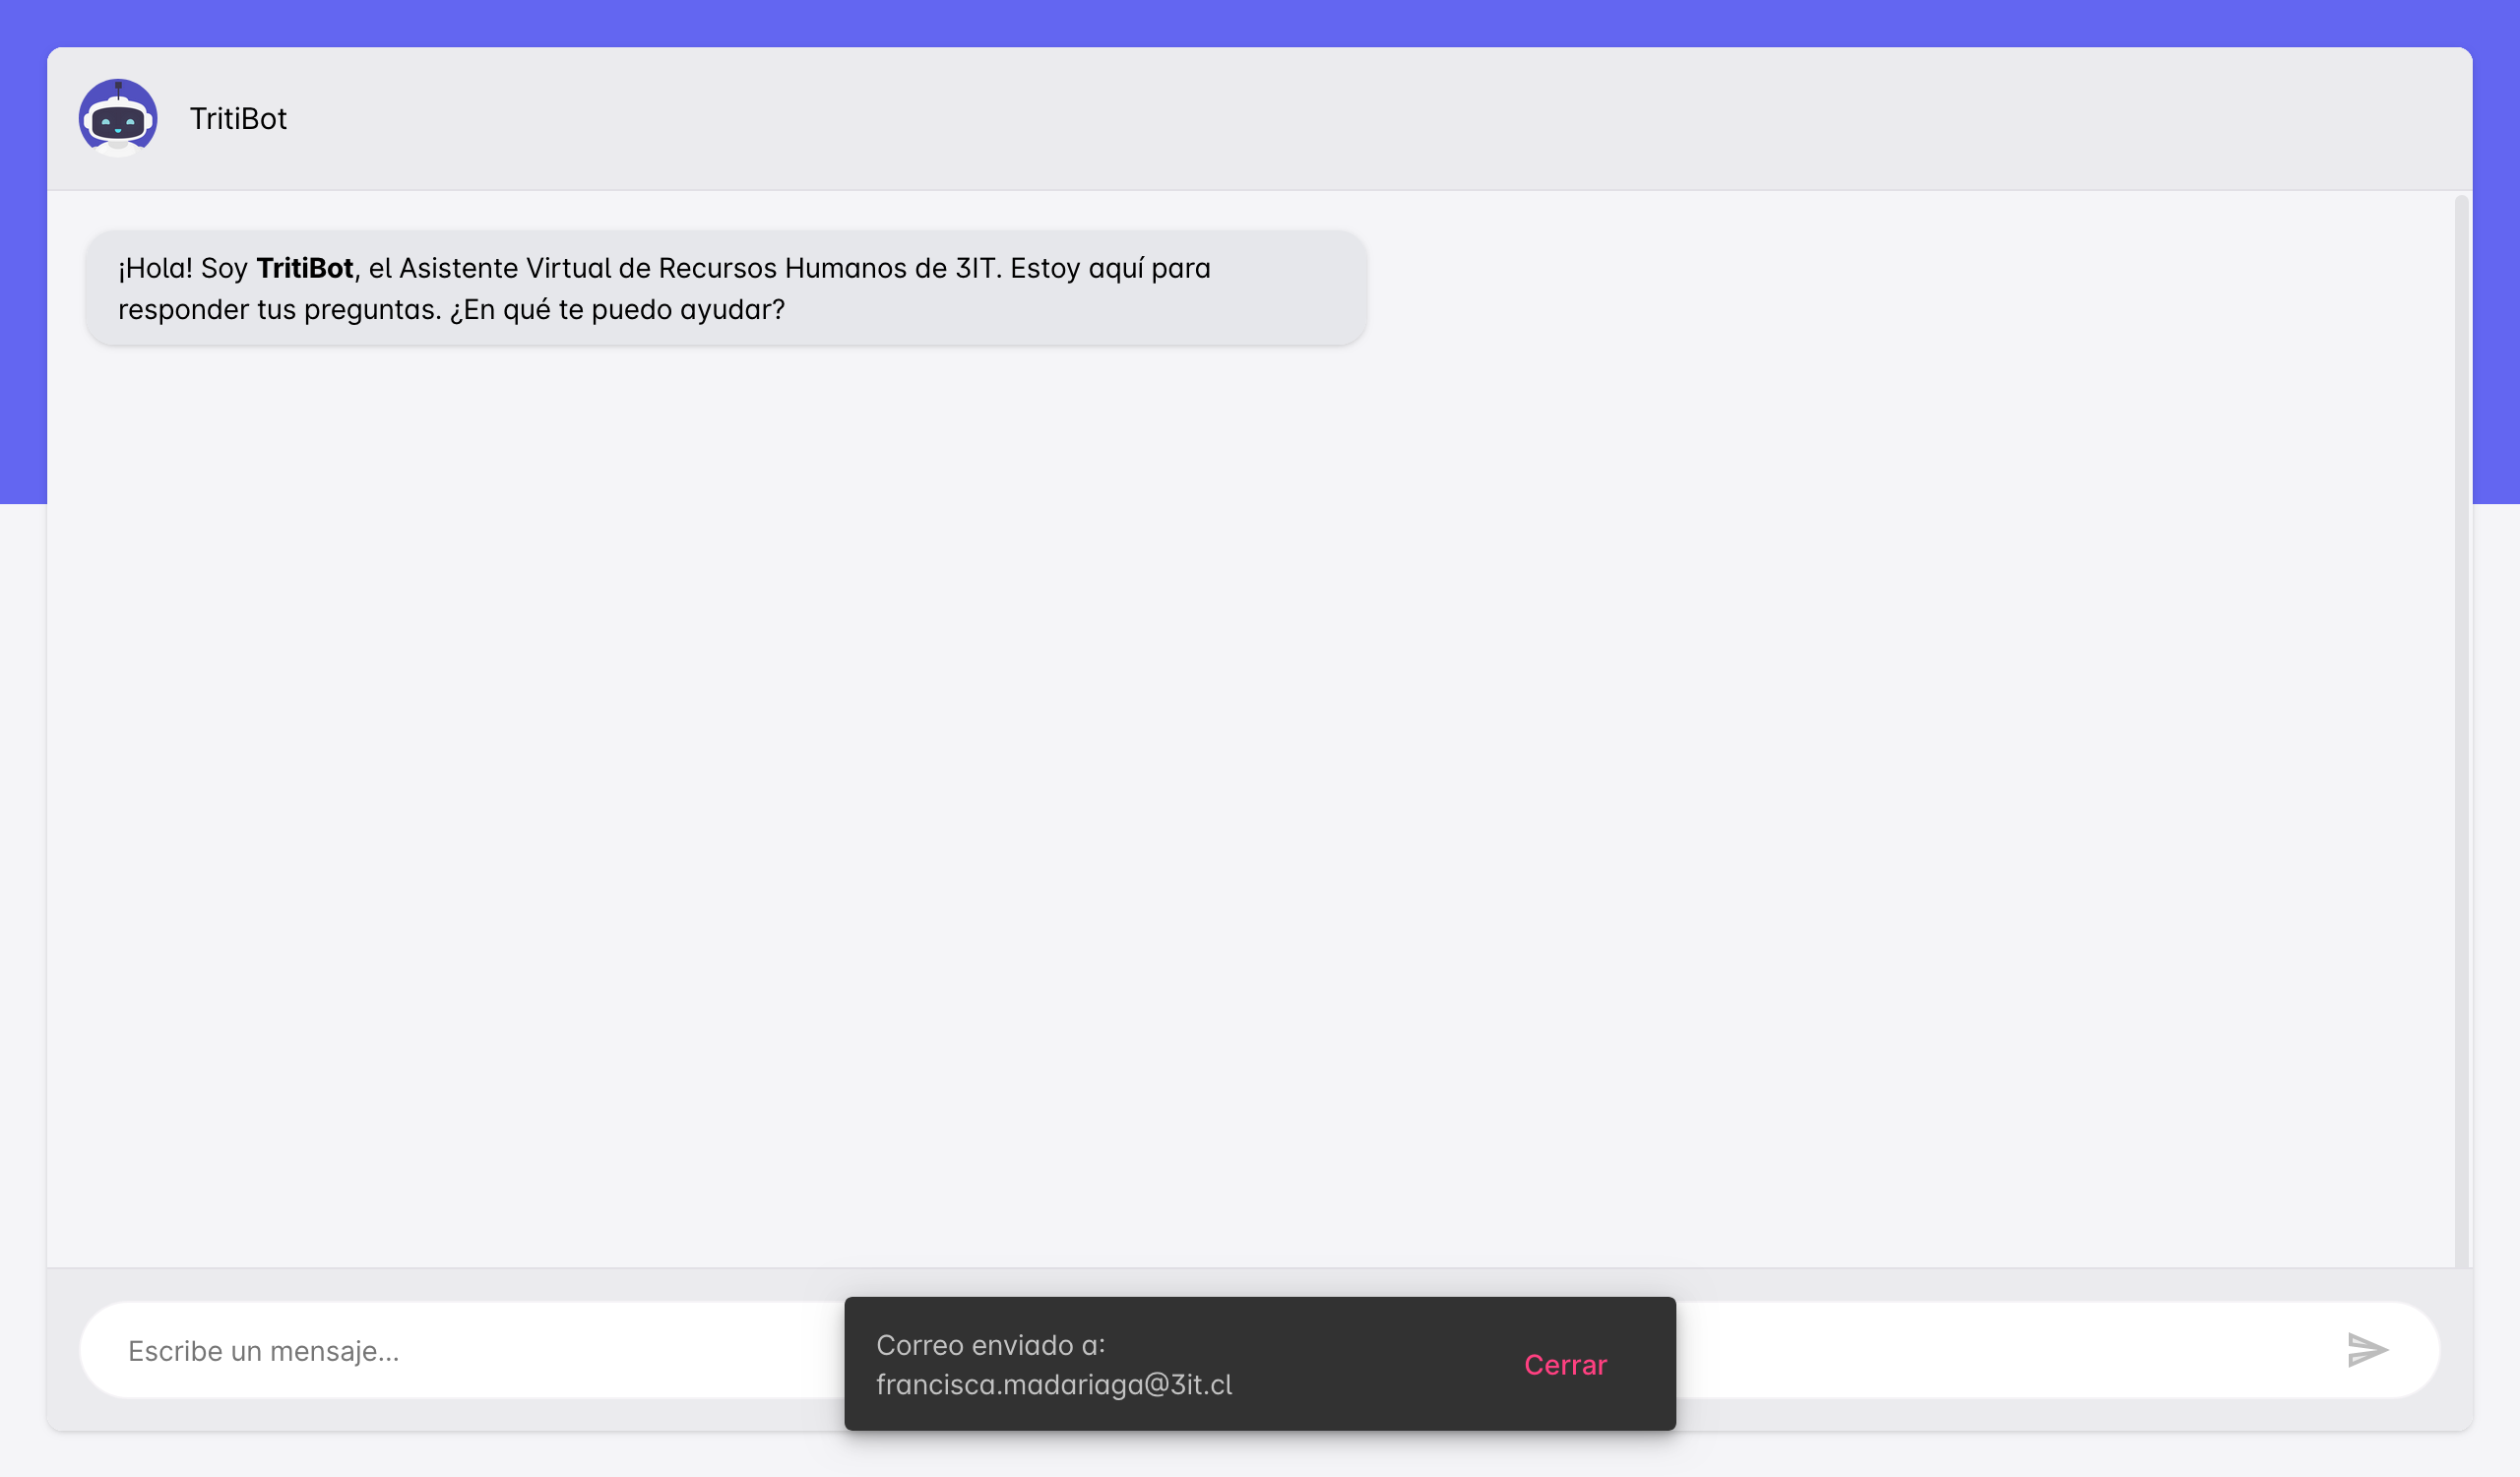 TritiBot
¡Hola! Soy TritiBot, el Asistente Virtual de Recursos Humanos de 3IT. Estoy aquí para
responder tus preguntas. ¿En qué te puedo ayudar?
Escribe un mensaje...
Correo enviado a:
francisca.madariaga@3it.cl
Cerrar